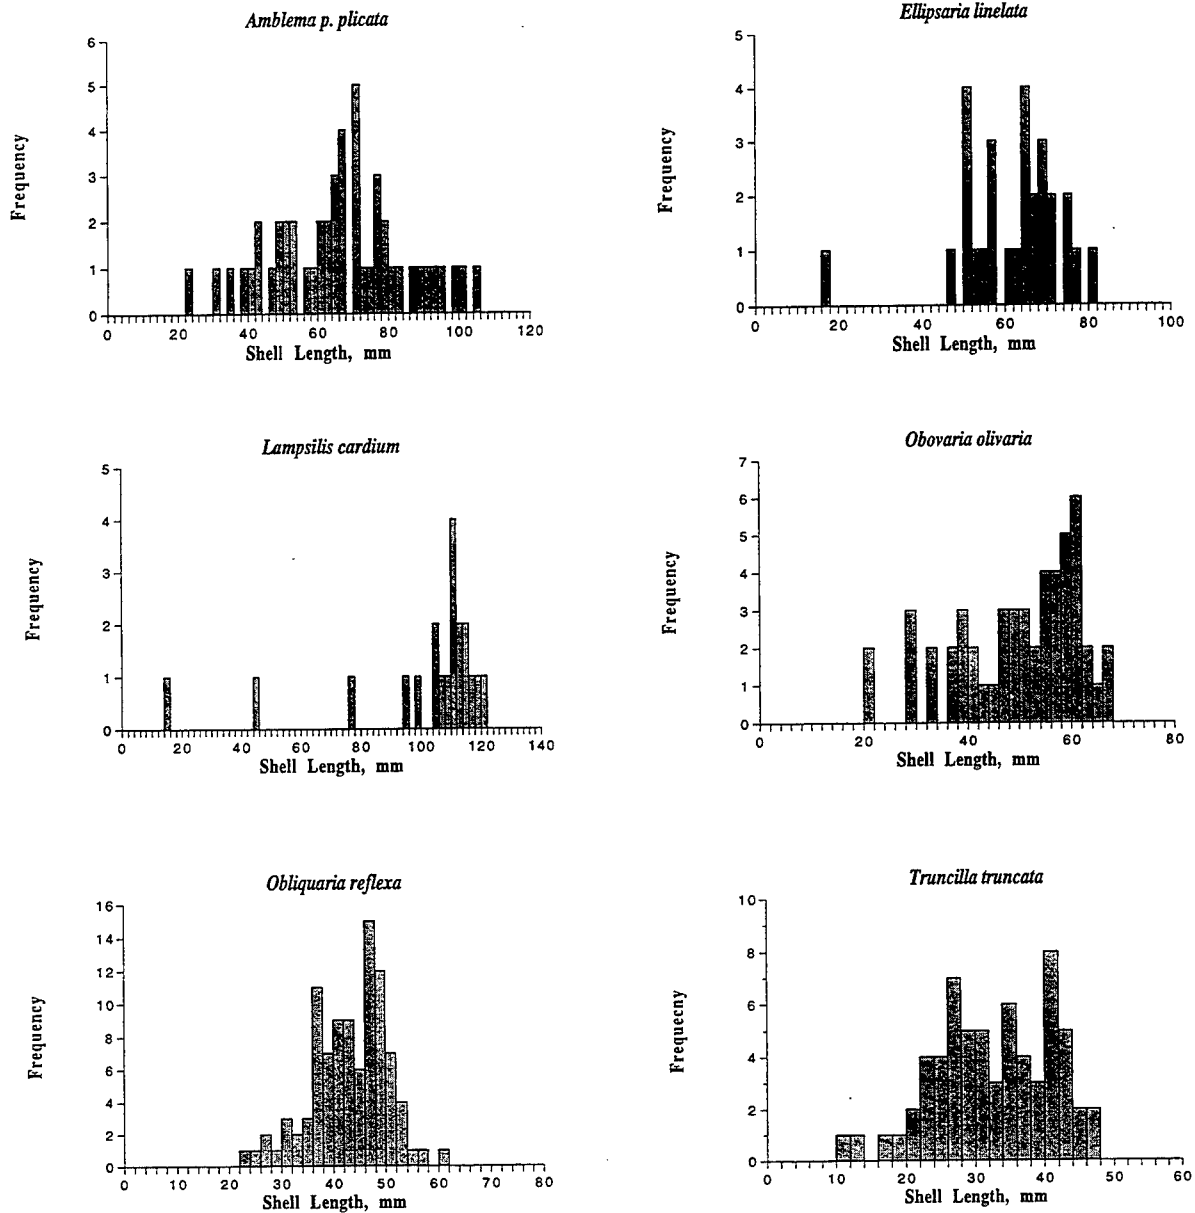 Amblema p. plicata
6
5
4
3
2
1
0
Frequency
0 20 40 60 80 100 120
Shell Length, mm
Ellipsaria linelata
5
4
3
2
1
0
Frequency
0 20 40 60 80 100
Shell Length, mm
Lampsilis cardium
5
4
3
2
1
0
Frequency
0 20 40 60 80 100 120 140
Shell Length, mm
Obovaria olivaria
7
6
5
4
3
2
1
0
Frequency
0 20 40 60 80
Shell Length, mm
Obliquaria reflexa
16
14
12
10
8
6
4
2
0
Frequency
0 10 20 30 40 50 60 70 80
Shell Length, mm
Truncilla truncata
10
8
6
4
2
0
Frequecny
0 10 20 30 40 50 60
Shell Length, mm